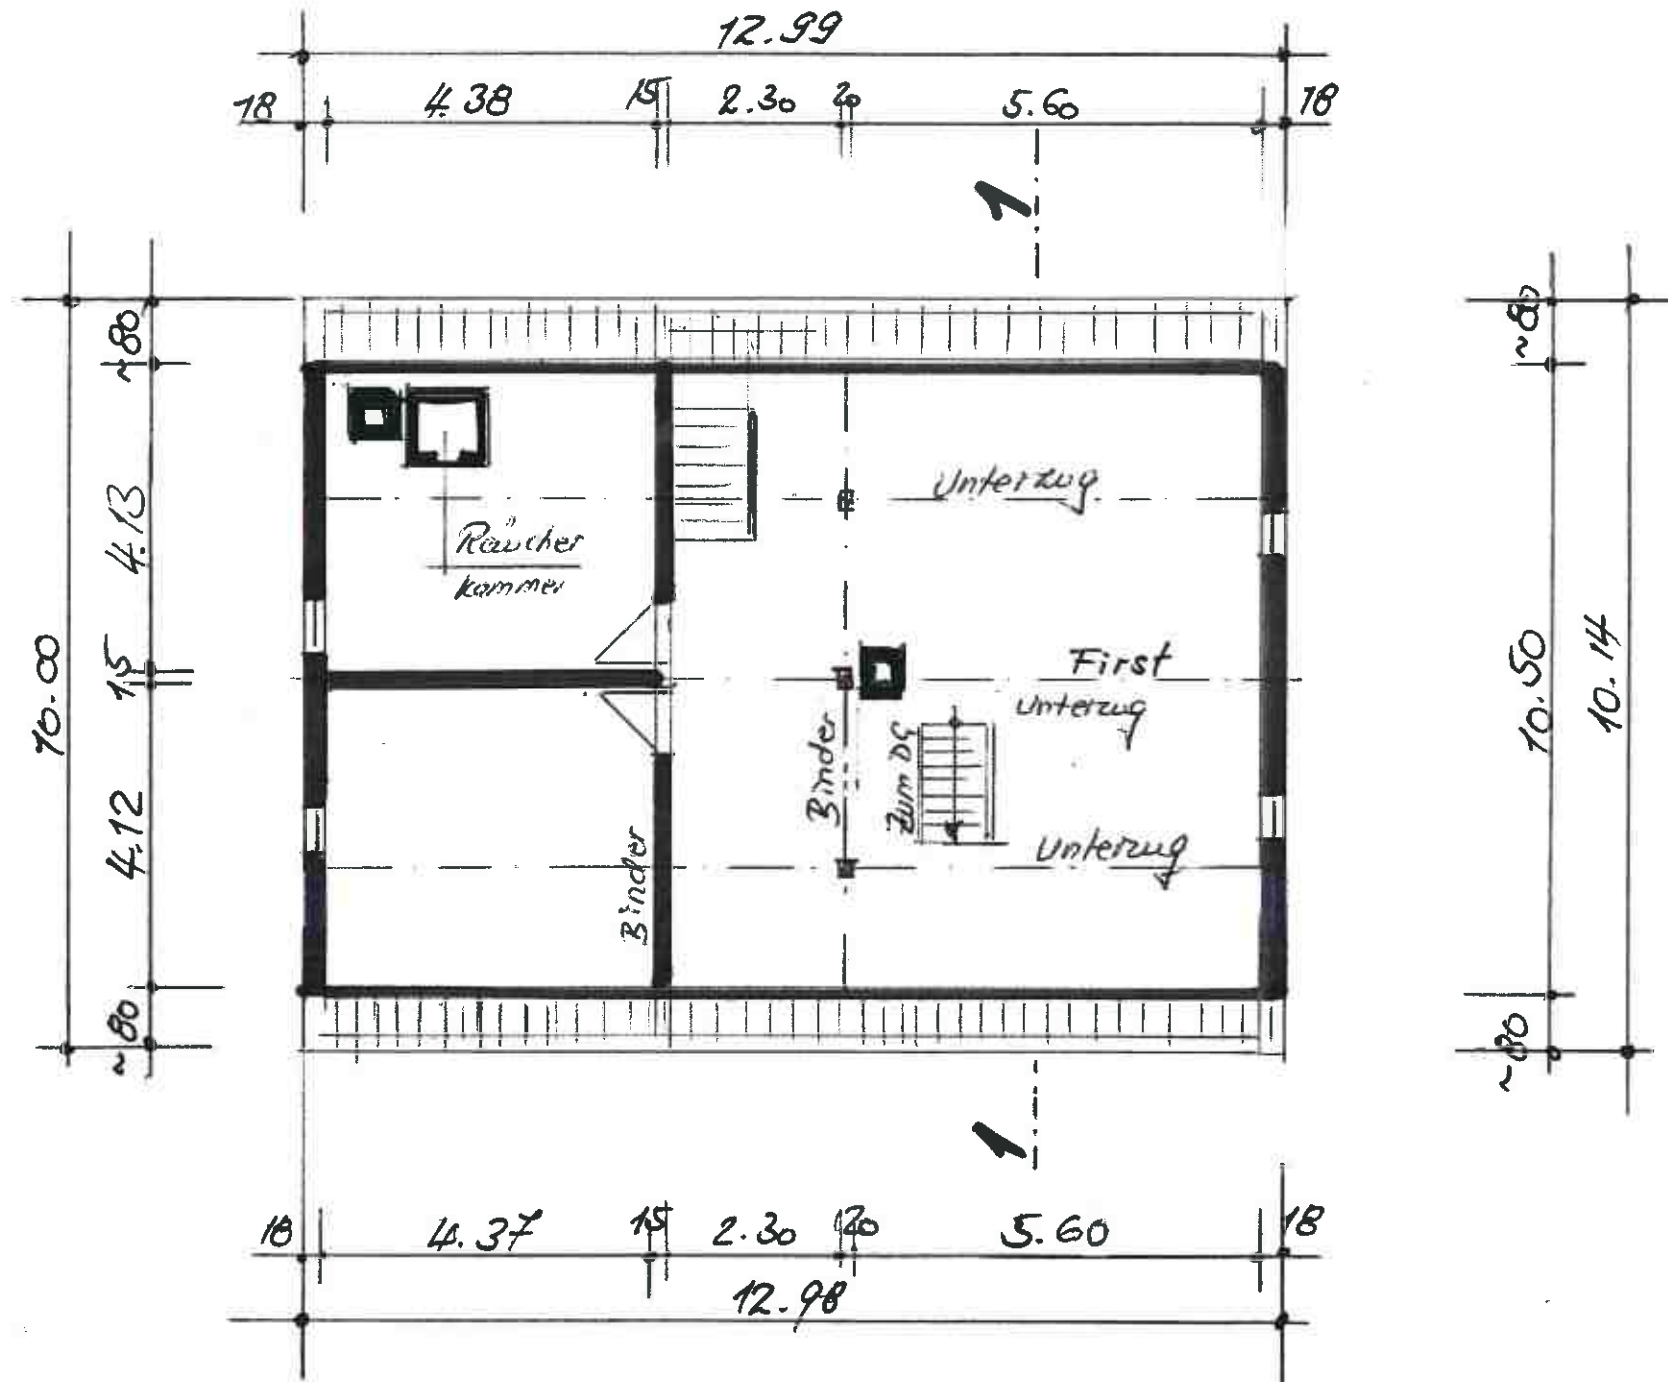 12.99
18 4.38 15 2.30 20 5.60 18
1
~80
4.13
15
4.12
~80
10.00
~80
10.50
~80
10.14
Unterzug
Räucher
kammer
First
Unterzug
Binder
Zum DG
Unterzug
Binder
1
18 4.37 15 2.30 20 5.60 18
12.98